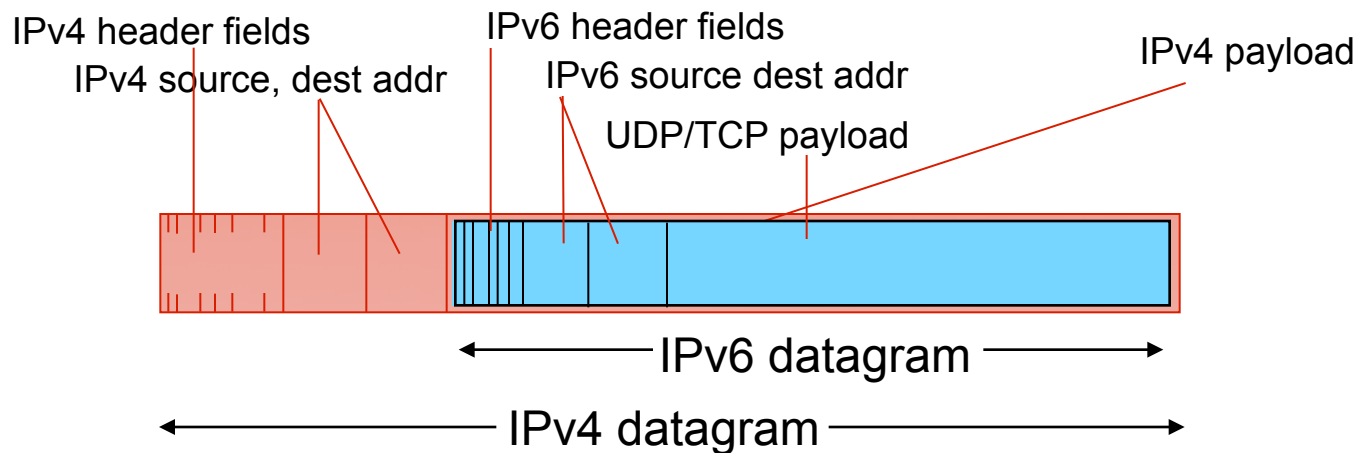 IPv4 header fields
IPv4 source, dest addr
IPv6 header fields
IPv6 source dest addr
UDP/TCP payload
IPv4 payload
IPv6 datagram
IPv4 datagram